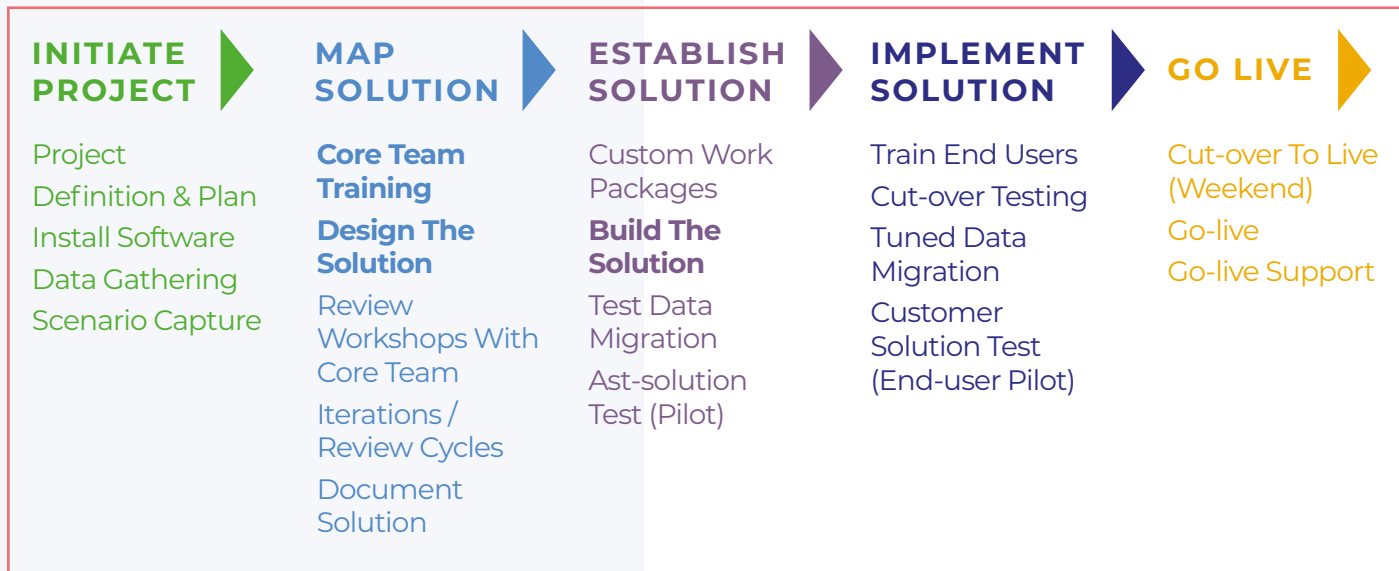 INITIATE
PROJECT
Project
Definition & Plan
Install Software
Data Gathering
Scenario Capture
MAP
SOLUTION
Core Team
Training
Design The
Solution
Review
Workshops With
Core Team
Iterations /
Review Cycles
Document
Solution
ESTABLISH
SOLUTION
Custom Work
Packages
Build The
Solution
Test Data
Migration
Ast-solution
Test (Pilot)
IMPLEMENT
SOLUTION
Train End Users
Cut-over Testing
Tuned Data
Migration
Customer
Solution Test
(End-user Pilot)
GO LIVE
Cut-over To Live
(Weekend)
Go-live
Go-live Support